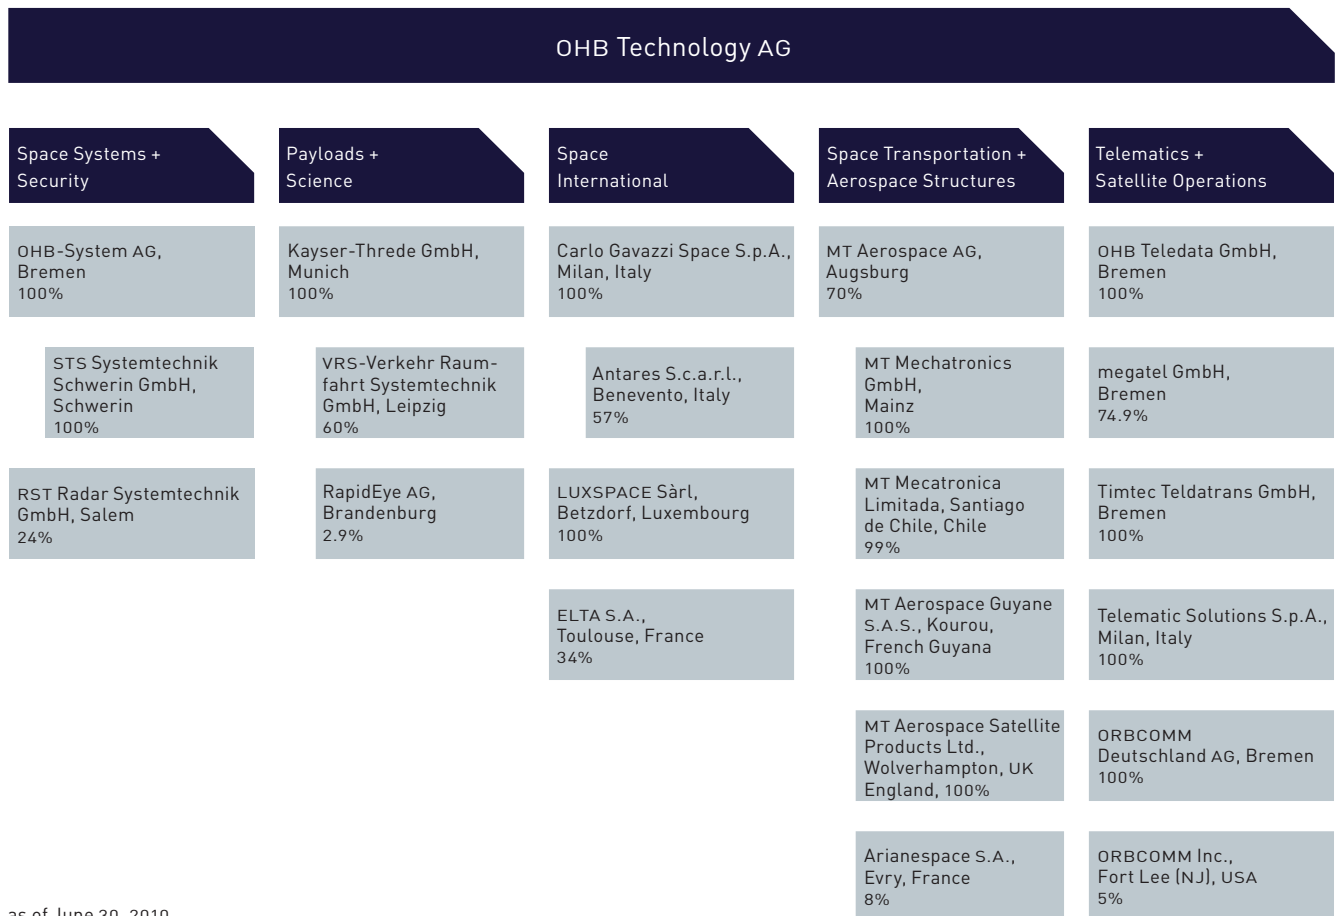 OHB Technology AG
Space Systems +
Security
OHB-System AG,
Bremen
100%
STS Systemtechnik
Schwerin GmbH,
Schwerin
100%
RST Radar Systemtechnik
GmbH, Salem
24%
Payloads +
Science
Kayser-Threde GmbH,
Munich
100%
VRS-Verkehr Raum-
fahrt Systemtechnik
GmbH, Leipzig
60%
RapidEye AG,
Brandenburg
2.9%
Space
International
Carlo Gavazzi Space S.p.A.,
Milan, Italy
100%
Antares S.c.a.r.l.,
Benevento, Italy
57%
LUXSPACE Sàrl,
Betzdorf, Luxembourg
100%
ELTA S.A.,
Toulouse, France
34%
Space Transportation +
Aerospace Structures
MT Aerospace AG,
Augsburg
70%
MT Mechatronics
GmbH,
Mainz
100%
MT Mecatronica
Limitada, Santiago
de Chile, Chile
99%
MT Aerospace Guyane
S.A.S., Kourou,
French Guyana
100%
MT Aerospace Satellite
Products Ltd.,
Wolverhampton, UK
England, 100%
Arianespace S.A.,
Evry, France
8%
Telematics +
Satellite Operations
OHB Teledata GmbH,
Bremen
100%
megatel GmbH,
Bremen
74.9%
Timtec Teldatrans GmbH,
Bremen
100%
Telematic Solutions S.p.A.,
Milan, Italy
100%
ORBCOMM
Deutschland AG, Bremen
100%
ORBCOMM Inc.,
Fort Lee (NJ), USA
5%
as of June 30, 2010